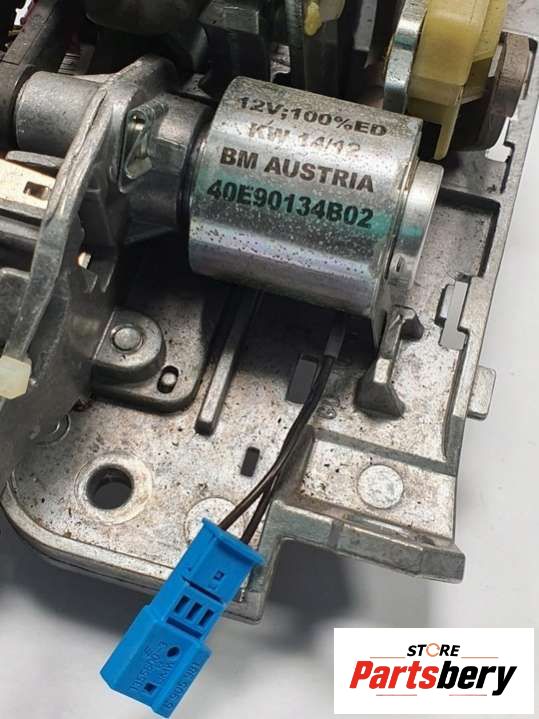 12V;100%ED
KW 14/12
BM AUSTRIA
40E90134B02
STORE
Partsbery